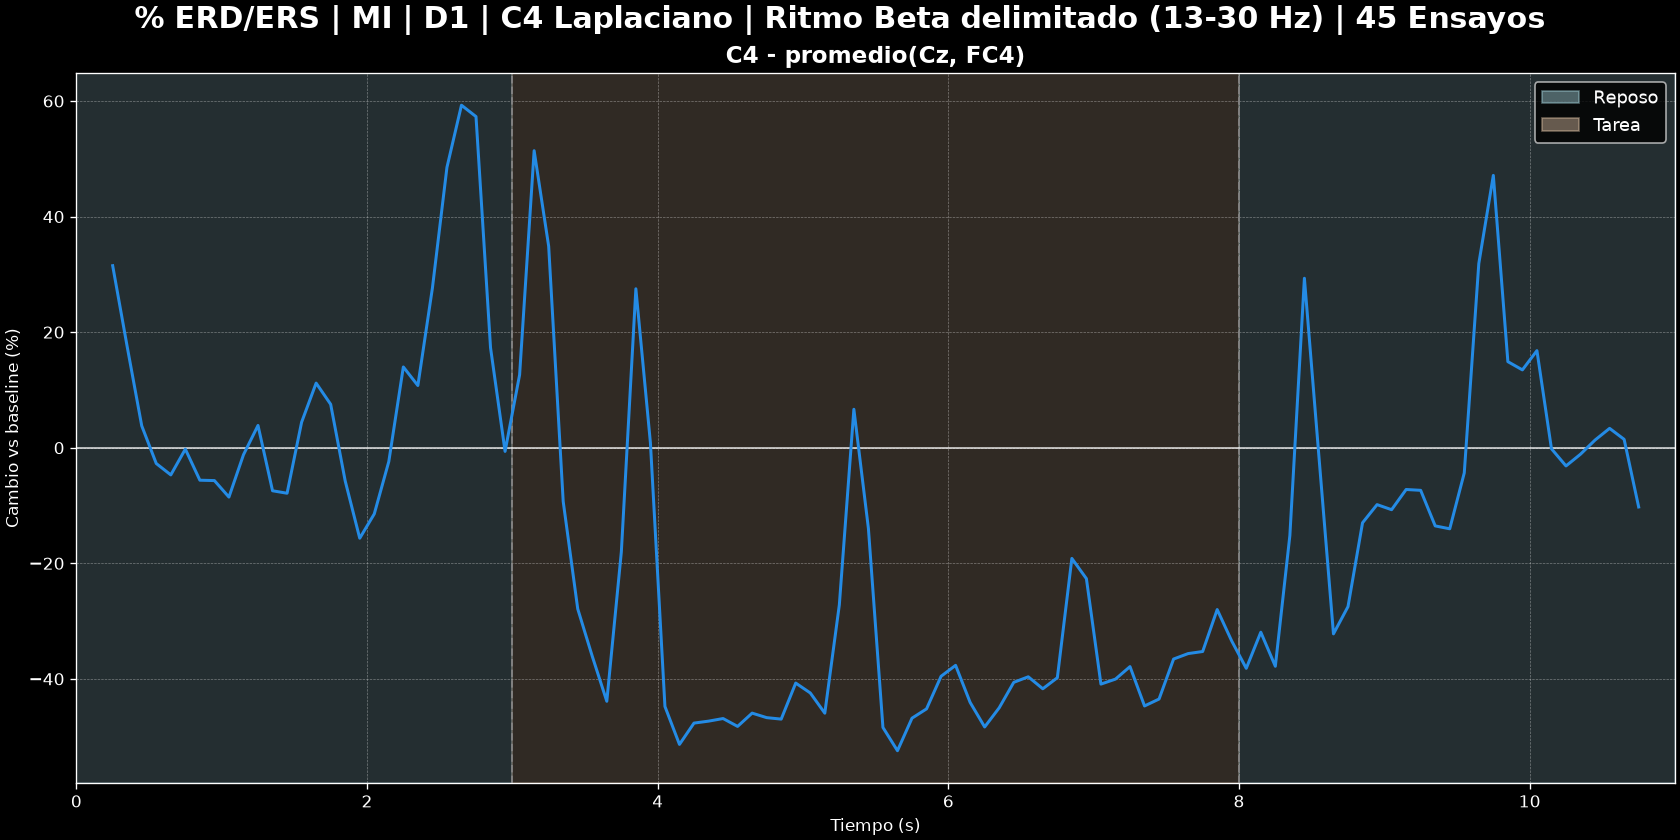 % ERD/ERS | MI | D1 | C4 Laplaciano | Ritmo Beta delimitado (13-30 Hz) | 45 Ensayos
C4 - promedio(Cz, FC4)
Reposo
Tarea
Cambio vs baseline (%)
60
40
20
0
−20
−40
0
2
4
6
8
10
Tiempo (s)